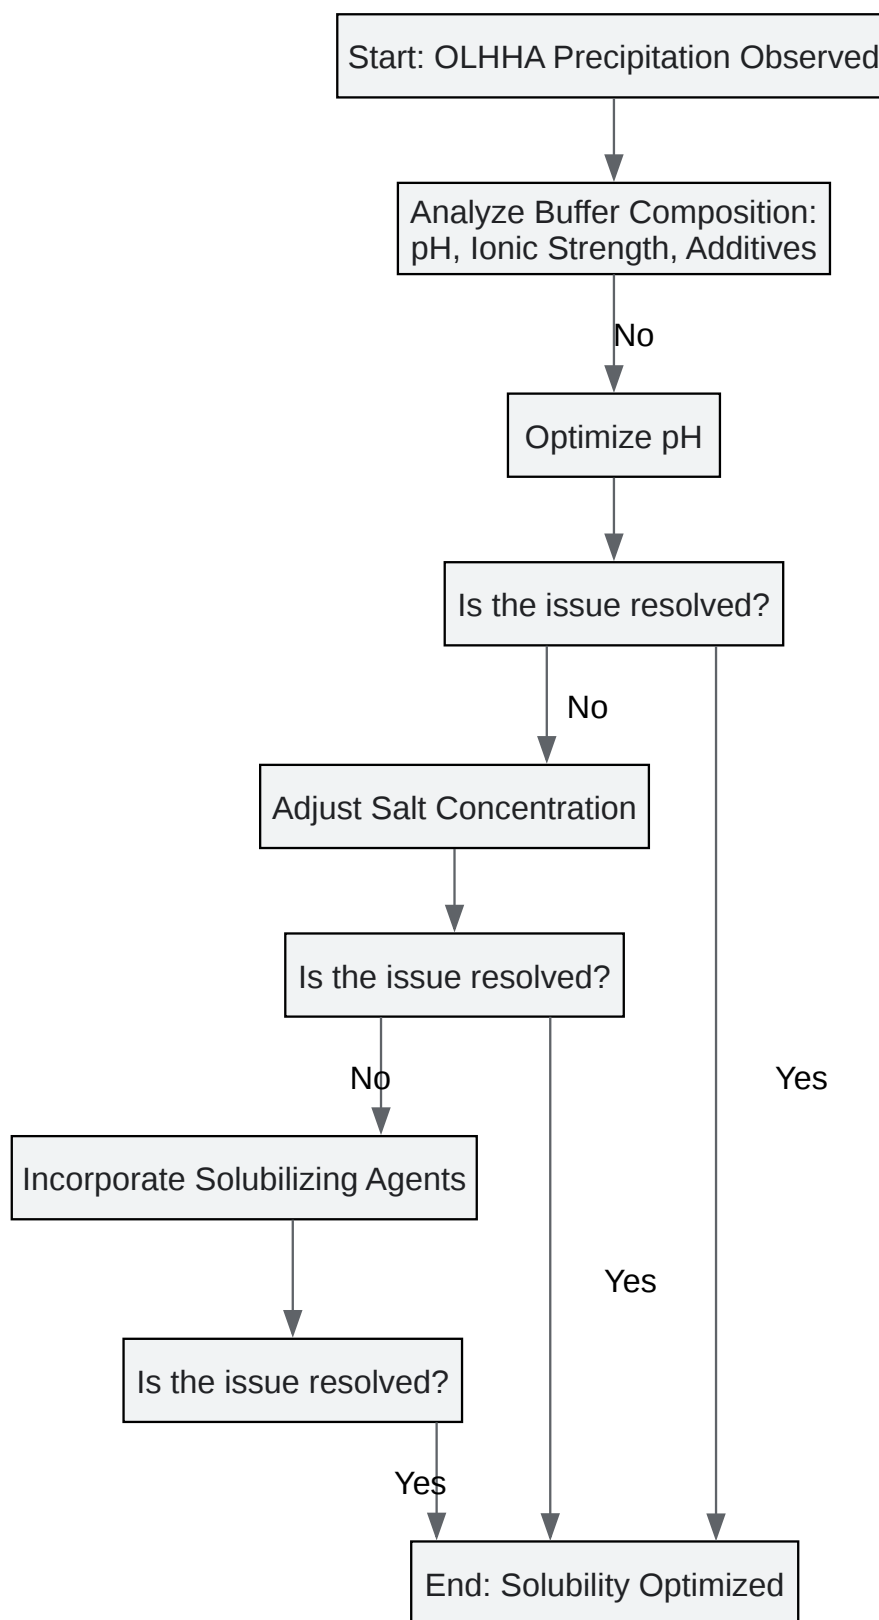 Start: OLHHA Precipitation Observed
Analyze Buffer Composition:
pH, Ionic Strength, Additives
No
Optimize pH
Is the issue resolved?
No
Adjust Salt Concentration
Is the issue resolved?
No
Yes
Incorporate Solubilizing Agents
Yes
Is the issue resolved?
Yes
End: Solubility Optimized